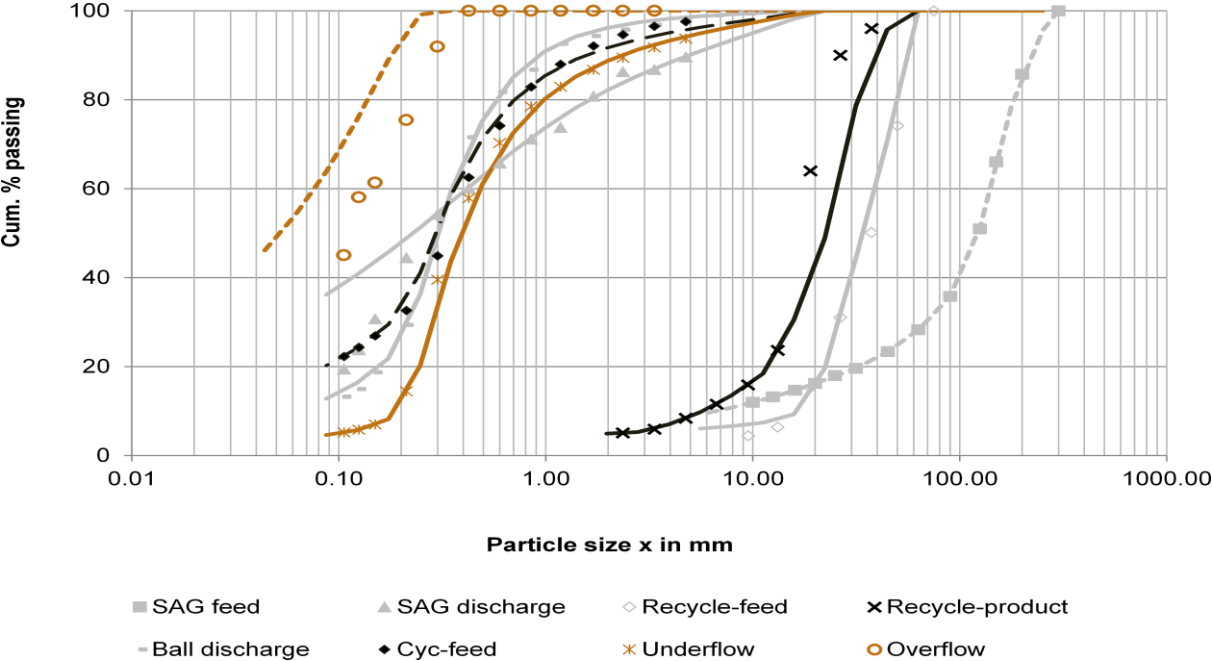 100
80
60
40
20
0
Cum. % passing
0.01 0.10 1.00 10.00 100.00 1000.00
Particle size x in mm
SAG feed SAG discharge Recycle-feed Recycle-product
Ball discharge Cyc-feed Underflow Overflow